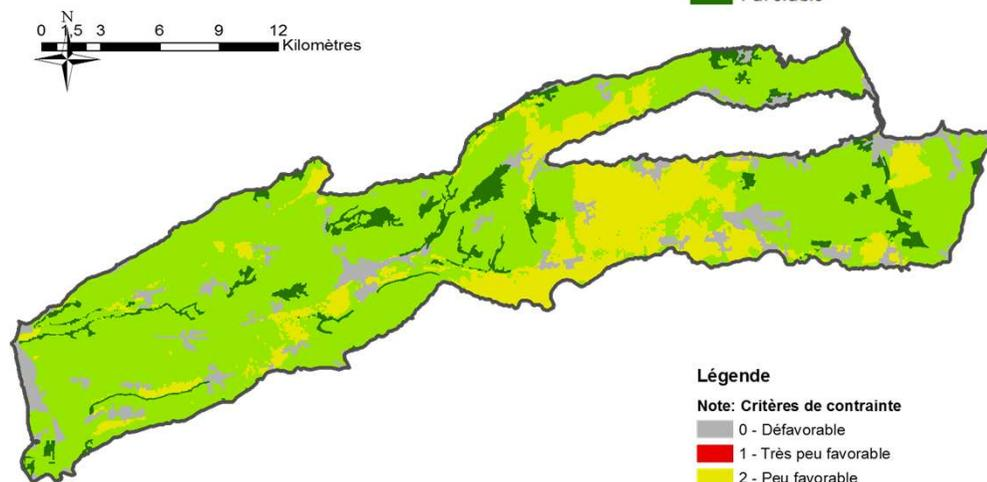 N
0 1,5 3 6 9 12
Kilomètres
Légende
Note: Critères de contrainte
0 - Défavorable
1 - Très peu favorable
2 - Peu favorable